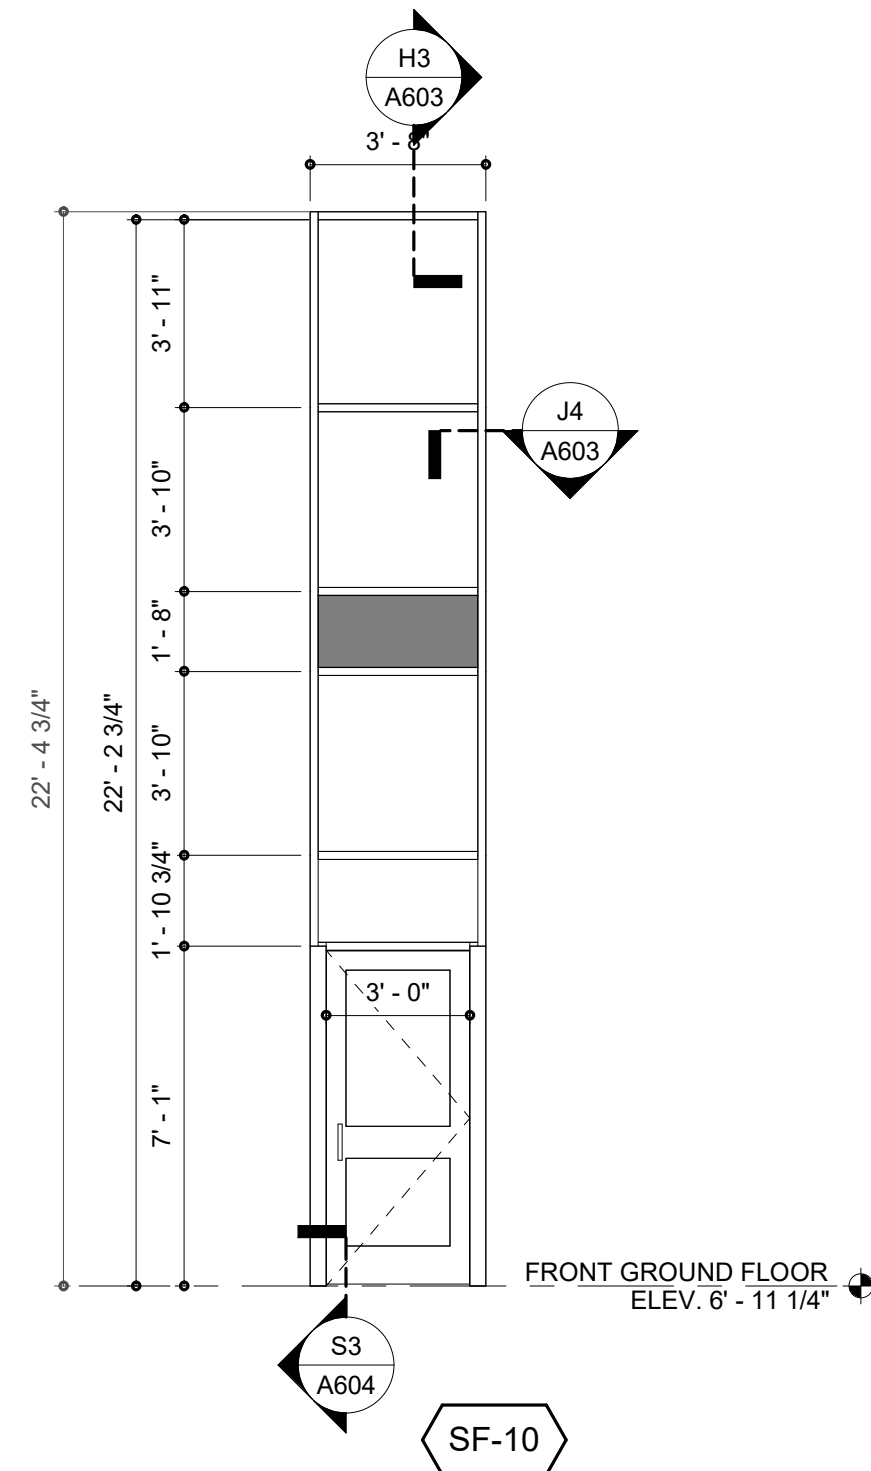 H3
A603
3' -
3' - 11"
J4
A603
3' - 10"
1' - 8"
22' - 4 3/4"
22' - 2 3/4"
3' - 10"
1' - 10 3/4"
3' - 0"
7' - 1"
FRONT GROUND FLOOR
ELEV. 6' - 11 1/4"
S3
A604
SF-10